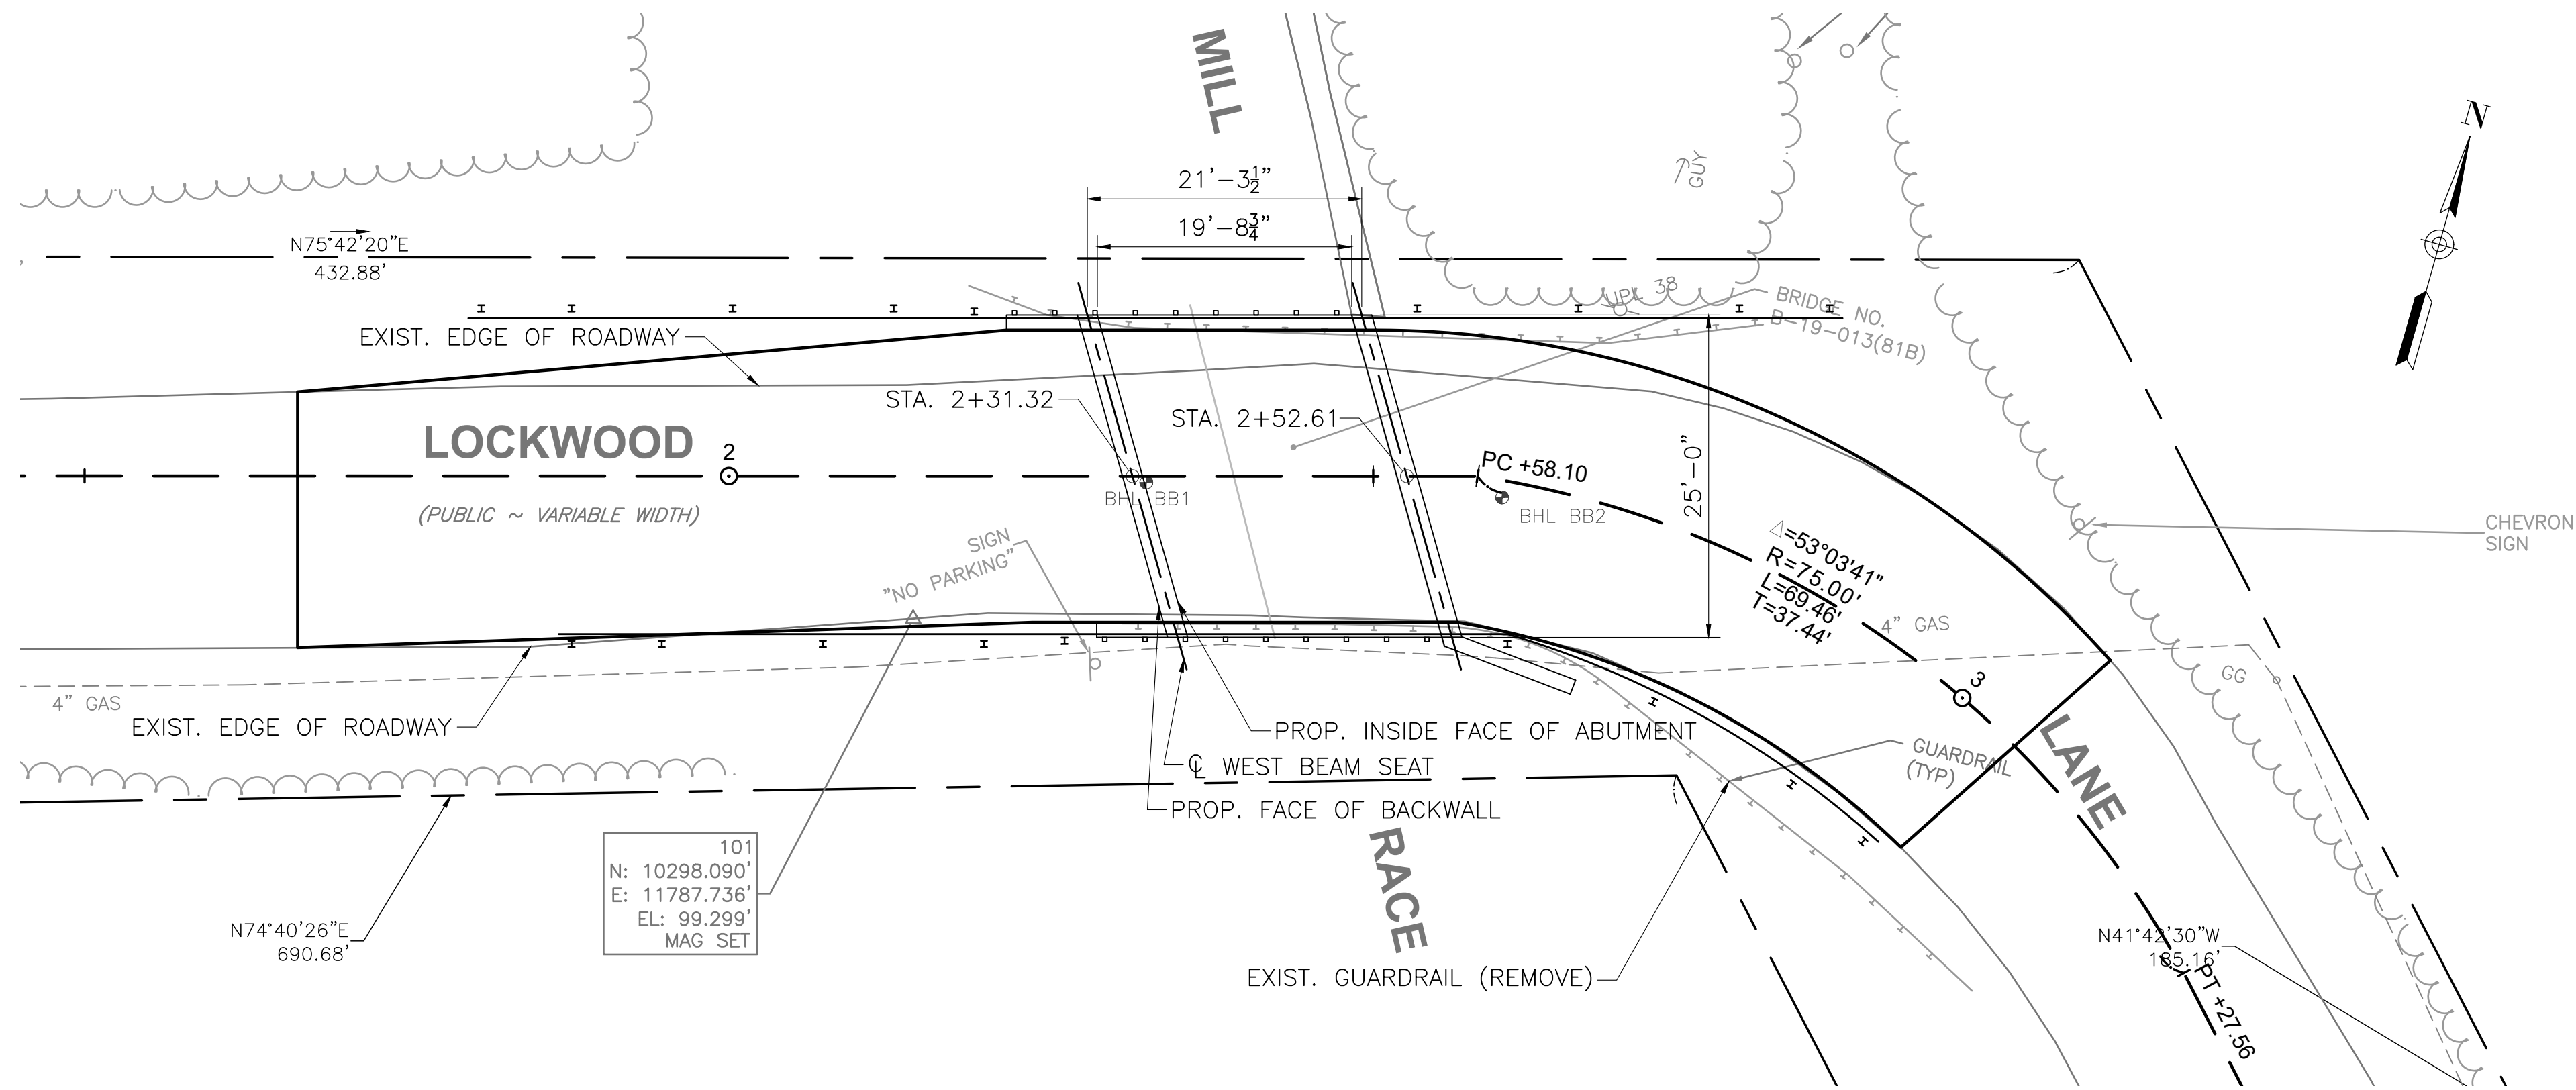 MILL
N
21'-3½"
19'-8¾"
GUY
N75°42'20"E
432.88'
UPL 38
BRIDGE NO.
B-19-013(81B)
EXIST. EDGE OF ROADWAY
STA. 2+31.32
STA. 2+52.61
LOCKWOOD
2
(PUBLIC ~ VARIABLE WIDTH)
BHL BB1
PC +58.10
BHL BB2
25'-0"
CHEVRON
SIGN
Δ=53°03'41"
R=75.00'
L=69.46'
T=37.44'
SIGN
"NO PARKING"
4" GAS
GG
3
4" GAS
EXIST. EDGE OF ROADWAY
PROP. INSIDE FACE OF ABUTMENT
℄ WEST BEAM SEAT
PROP. FACE OF BACKWALL
GUARDRAIL
(TYP)
LANE
101
N: 10298.090'
E: 11787.736'
EL: 99.299'
MAG SET
RACE
N74°40'26"E
690.68'
N41°42'30"W
185.16'
EXIST. GUARDRAIL (REMOVE)
PT +27.56